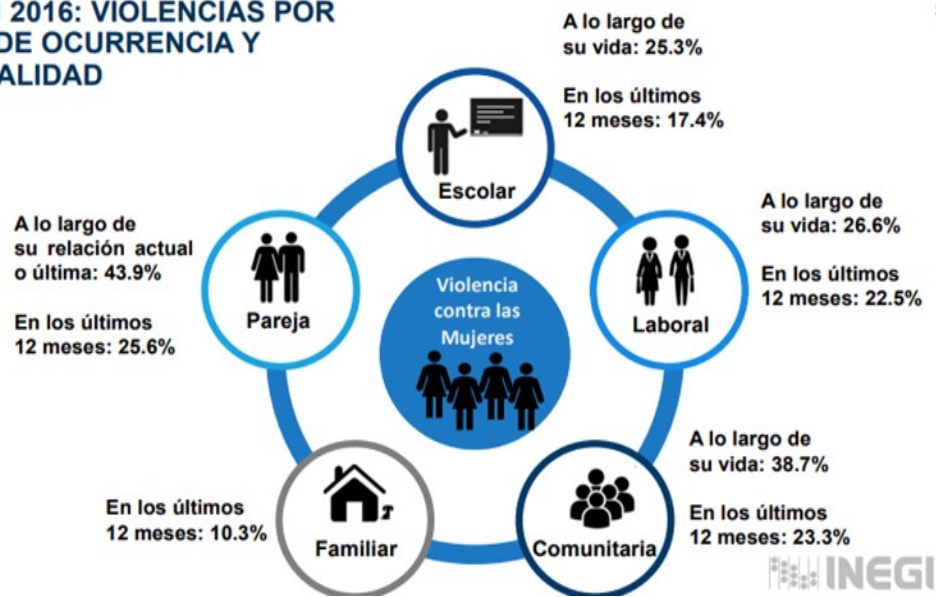 2016: VIOLENCIAS POR
DE OCURRENCIA Y
ALIDAD
A lo largo de
su vida: 25.3%
En los últimos
12 meses: 17.4%
Escolar
A lo largo de
su vida: 26.6%
En los últimos
12 meses: 22.5%
Laboral
A lo largo de
su relación actual
o última: 43.9%
En los últimos
12 meses: 25.6%
Pareja
Violencia
contra las
Mujeres
A lo largo de
su vida: 38.7%
En los últimos
12 meses: 23.3%
Comunitaria
En los últimos
12 meses: 10.3%
Familiar
T
INEGI